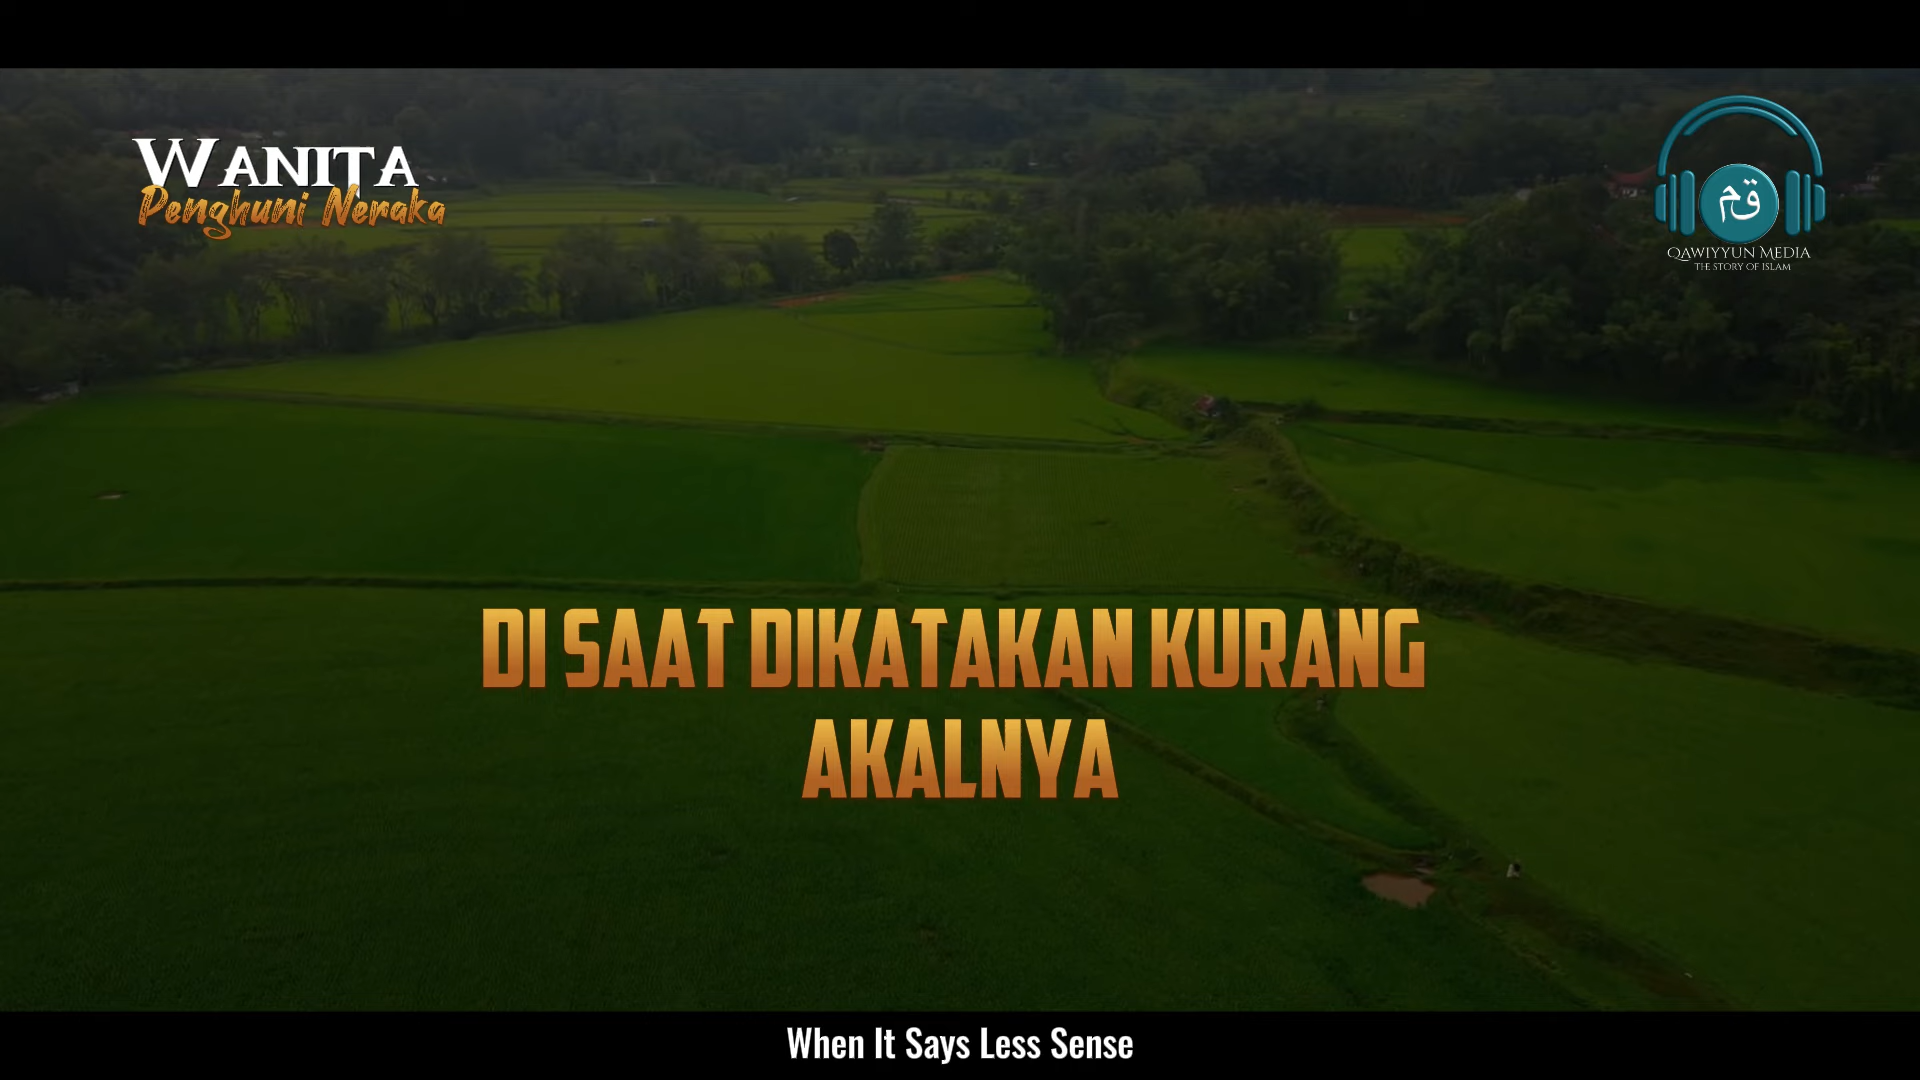 WANITA
Penghuni Neraka
قم
QAWIYYUN MEDIA
THE STORY OF ISLAM
DI SAAT DIKATAKAN KURANG
AKALNYA
When It Says Less Sense